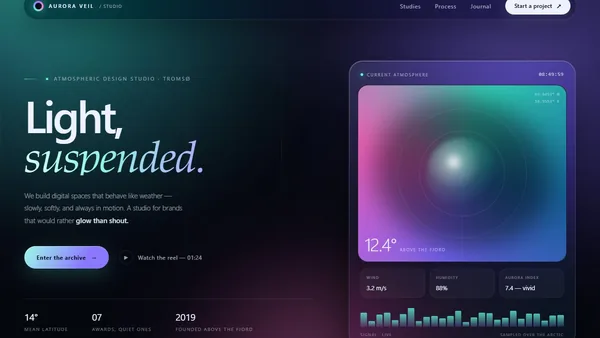 AURORA VEIL / STUDIO
Studies
Process
Journal
Start a project ↗
ATMOSPHERIC DESIGN STUDIO · TROMSØ
Light,
suspended.
We build digital spaces that behave like weather —
slowly, softly, and always in motion. A studio for brands
that would rather glow than shout.
Enter the archive →
Watch the reel — 01:24
14°
MEAN LATITUDE
07
AWARDS, QUIET ONES
2019
FOUNDED ABOVE THE FJORD
CURRENT ATMOSPHERE
00:49:59
12.4°
ABOVE THE FJORD
WIND
3.2 m/s
HUMIDITY
88%
AURORA INDEX
7.4 — vivid
SAMPLED OVER THE ARCTIC